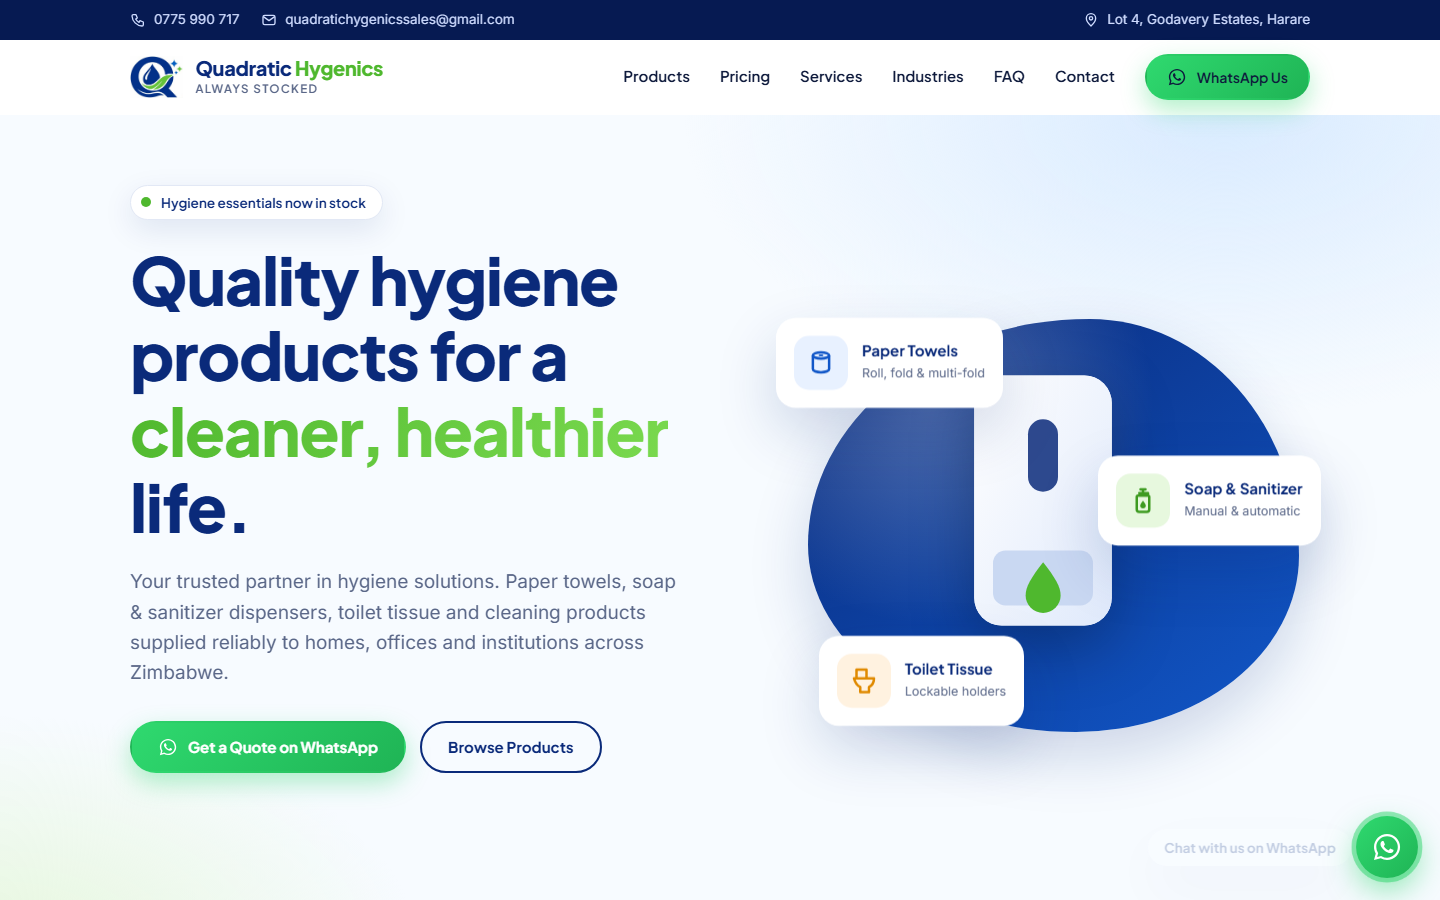 0775 990 717
quadratichygenicssales@gmail.com
Lot 4, Godavery Estates, Harare
Quadratic Hygenics
ALWAYS STOCKED
Products
Pricing
Services
Industries
FAQ
Contact
WhatsApp Us
Hygiene essentials now in stock
Quality hygiene
products for a
cleaner, healthier
life.
Your trusted partner in hygiene solutions. Paper towels, soap
& sanitizer dispensers, toilet tissue and cleaning products
supplied reliably to homes, offices and institutions across
Zimbabwe.
Get a Quote on WhatsApp
Browse Products
Paper Towels
Roll, fold & multi-fold
Soap & Sanitizer
Manual & automatic
Toilet Tissue
Lockable holders
Chat with us on WhatsApp